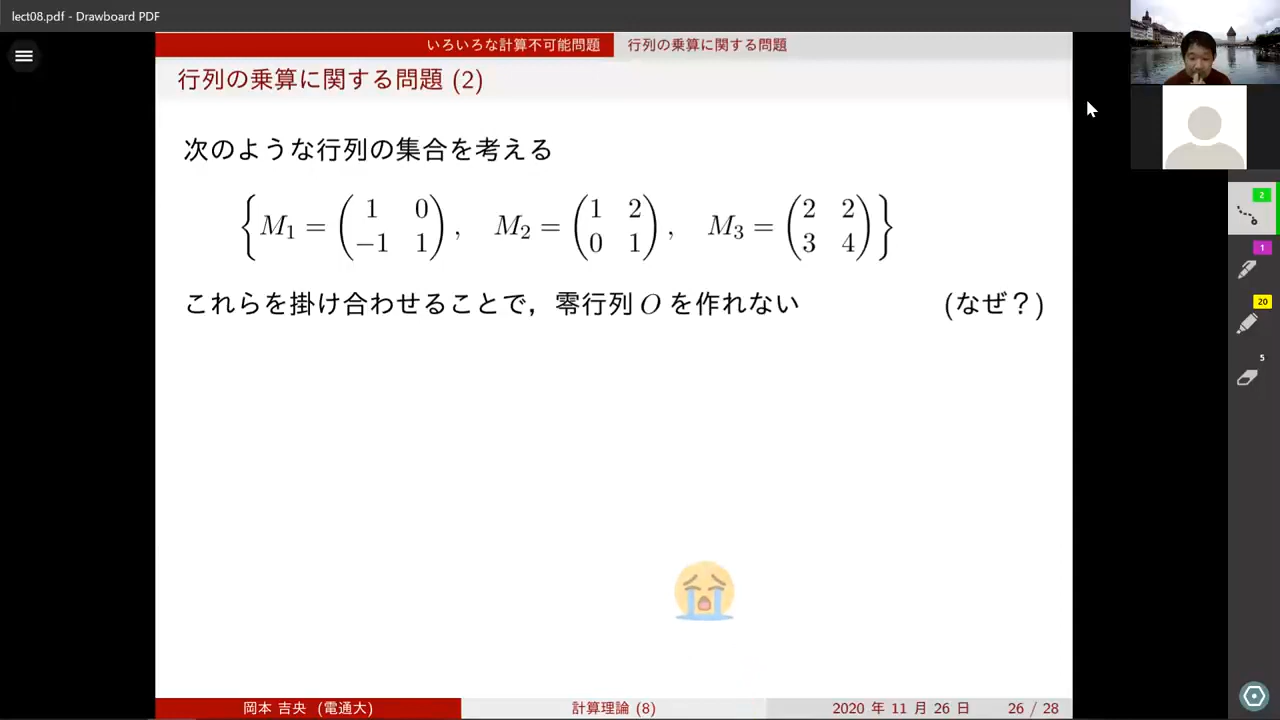 lect08.pdf - Drawboard PDF
いろいろな計算不可能問題 行列の乗算に関する問題
行列の乗算に関する問題 (2)
次のような行列の集合を考える
{ M1 = ( 1 0 ; −1 1 ) , M2 = ( 1 2 ; 0 1 ) , M3 = ( 2 2 ; 3 4 ) }
これらを掛け合わせることで，零行列 O を作れない (なぜ？)
岡本 吉央 (電通大) 計算理論 (8) 2020 年 11 月 26 日 26 / 28
2
1
20
5